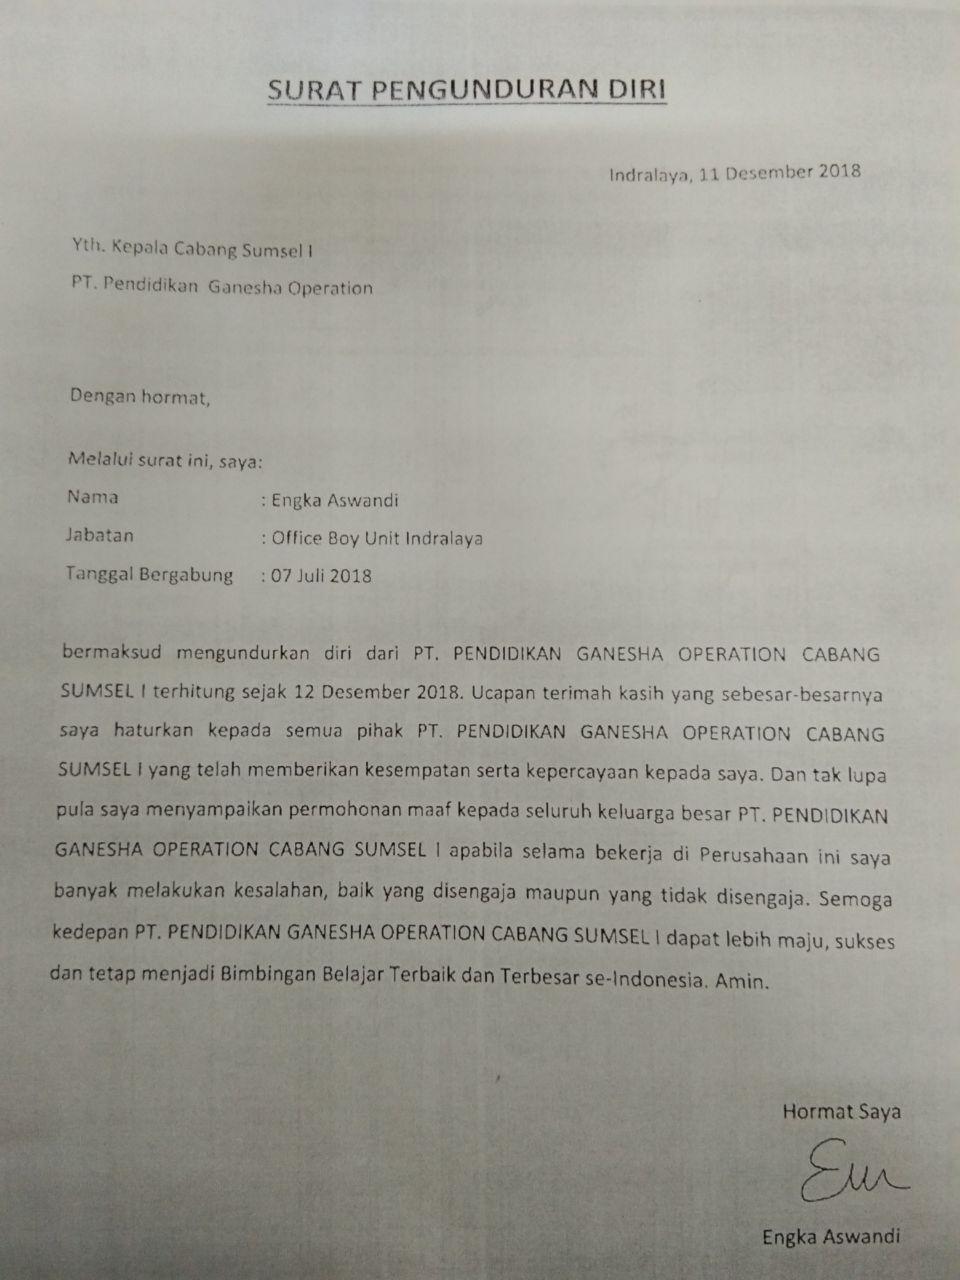 SURAT PENGUNDURAN DIRI
Indralaya, 11 Desember 2018
Yth. Kepala Cabang Sumsel I
PT. Pendidikan Ganesha Operation
Dengan hormat,
Melalui surat ini, saya:
Nama : Engka Aswandi
Jabatan : Office Boy Unit Indralaya
Tanggal Bergabung : 07 Juli 2018
bermaksud mengundurkan diri dari PT. PENDIDIKAN GANESHA OPERATION CABANG
SUMSEL I terhitung sejak 12 Desember 2018. Ucapan terimah kasih yang sebesar-besarnya
saya haturkan kepada semua pihak PT. PENDIDIKAN GANESHA OPERATION CABANG
SUMSEL I yang telah memberikan kesempatan serta kepercayaan kepada saya. Dan tak lupa
pula saya menyampaikan permohonan maaf kepada seluruh keluarga besar PT. PENDIDIKAN
GANESHA OPERATION CABANG SUMSEL I apabila selama bekerja di Perusahaan ini saya
banyak melakukan kesalahan, baik yang disengaja maupun yang tidak disengaja. Semoga
kedepan PT. PENDIDIKAN GANESHA OPERATION CABANG SUMSEL I dapat lebih maju, sukses
dan tetap menjadi Bimbingan Belajar Terbaik dan Terbesar se-Indonesia. Amin.
Hormat Saya
Engka Aswandi